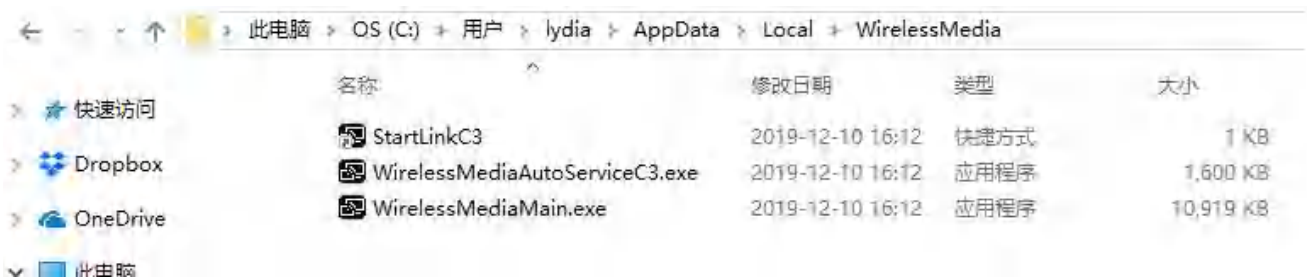 此电脑 > OS (C:) > 用户 > lydia > AppData > Local > WirelessMedia
名称 修改日期 类型 大小
快速访问
StartLinkC3 2019-12-10 16:12 快捷方式 1 KB
Dropbox
WirelessMediaAutoServiceC3.exe 2019-12-10 16:12 应用程序 1,600 KB
WirelessMediaMain.exe 2019-12-10 16:12 应用程序 10,919 KB
OneDrive
此电脑